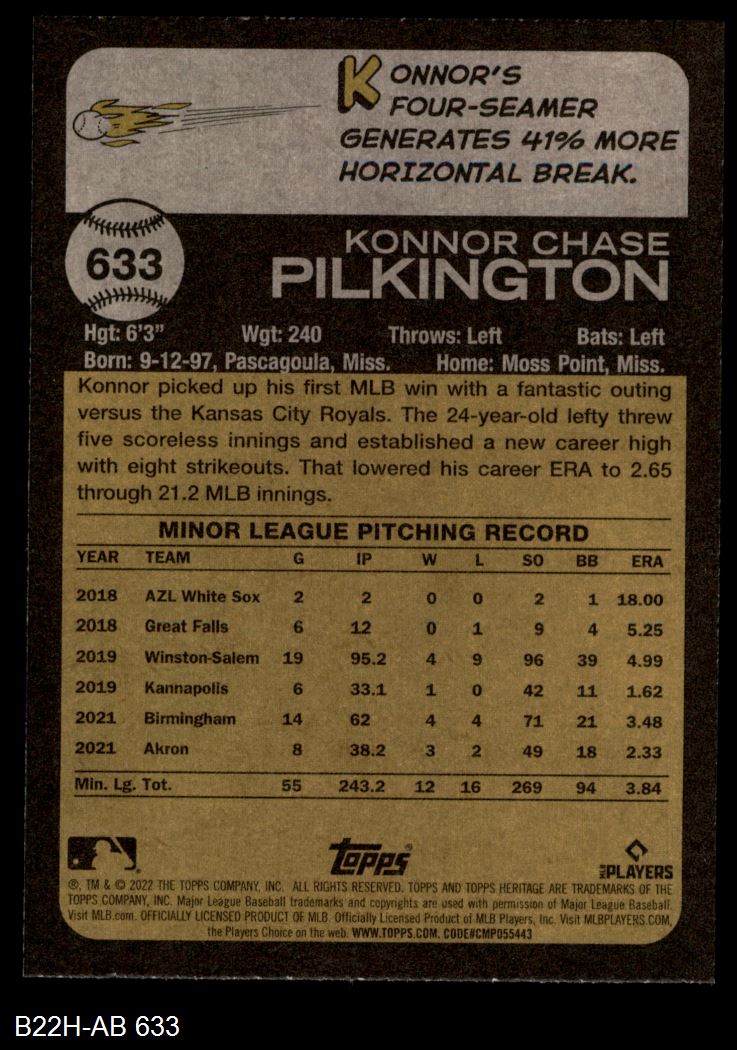 KONNOR'S
FOUR-SEAMER
GENERATES 41% MORE
HORIZONTAL BREAK.
633
KONNOR CHASE
PILKINGTON
Hgt: 6'3" Wgt: 240 Throws: Left Bats: Left
Born: 9-12-97, Pascagoula, Miss. Home: Moss Point, Miss.
Konnor picked up his first MLB win with a fantastic outing
versus the Kansas City Royals. The 24-year-old lefty threw
five scoreless innings and established a new career high
with eight strikeouts. That lowered his career ERA to 2.65
through 21.2 MLB innings.
MINOR LEAGUE PITCHING RECORD
YEAR TEAM G IP W L SO BB ERA
2018 AZL White Sox 2 2 0 0 2 1 18.00
2018 Great Falls 6 12 0 1 9 4 5.25
2019 Winston-Salem 19 95.2 4 9 96 39 4.99
2019 Kannapolis 6 33.1 1 0 42 11 1.62
2021 Birmingham 14 62 4 4 71 21 3.48
2021 Akron 8 38.2 3 2 49 18 2.33
Min. Lg. Tot. 55 243.2 12 16 269 94 3.84
topps MLB PLAYERS
®, TM & © 2022 THE TOPPS COMPANY, INC. ALL RIGHTS RESERVED. TOPPS AND TOPPS HERITAGE ARE TRADEMARKS OF THE
TOPPS COMPANY, INC. Major League Baseball trademarks and copyrights are used with permission of Major League Baseball.
Visit MLB.com. OFFICIALLY LICENSED PRODUCT OF MLB. Officially Licensed Product of MLB Players, Inc. Visit MLBPLAYERS.COM,
the Players Choice on the web. WWW.TOPPS.COM. CODE#CMP055443
B22H-AB 633